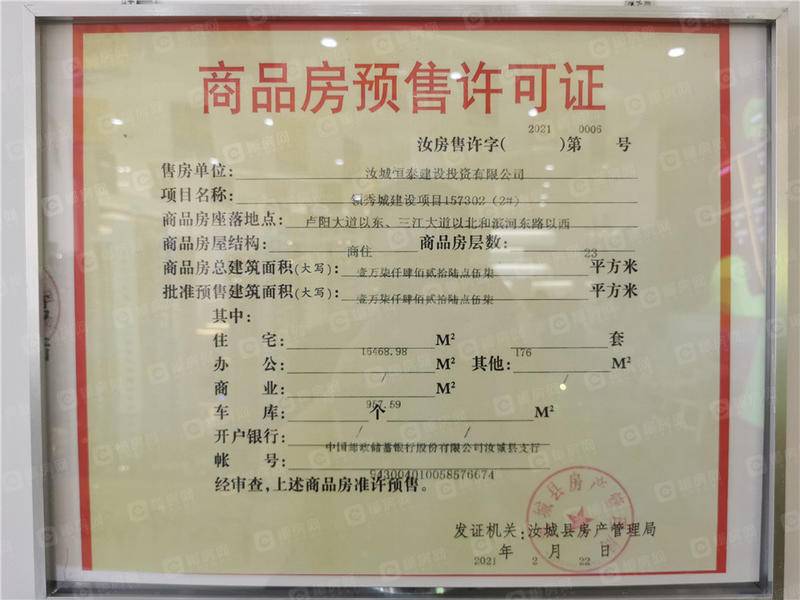 商品房预售许可证
汝房售许字(2021)第0006号
售房单位：汝城恒泰建设投资有限公司
项目名称：领秀城建设项目157302（2#）
商品房座落地点：卢阳大道以东、三江大道以北和滨河东路以西
商品房屋结构：商住 商品房层数：23
商品房总建筑面积(大写)：壹万柒仟肆佰贰拾陆点伍柒 平方米
批准预售建筑面积(大写)：壹万柒仟肆佰贰拾陆点伍柒 平方米
其中：
住 宅：16468.98 M² 176 套
办 公：/ M² 其他：/ M²
商 业：957.59 M²
车 库：/ 个 / M²
开户银行：中国邮政储蓄银行股份有限公司汝城县支行
帐 号：943004010058576674
经审查，上述商品房准许预售。
发证机关：汝城县房产管理局
2021年2月22日